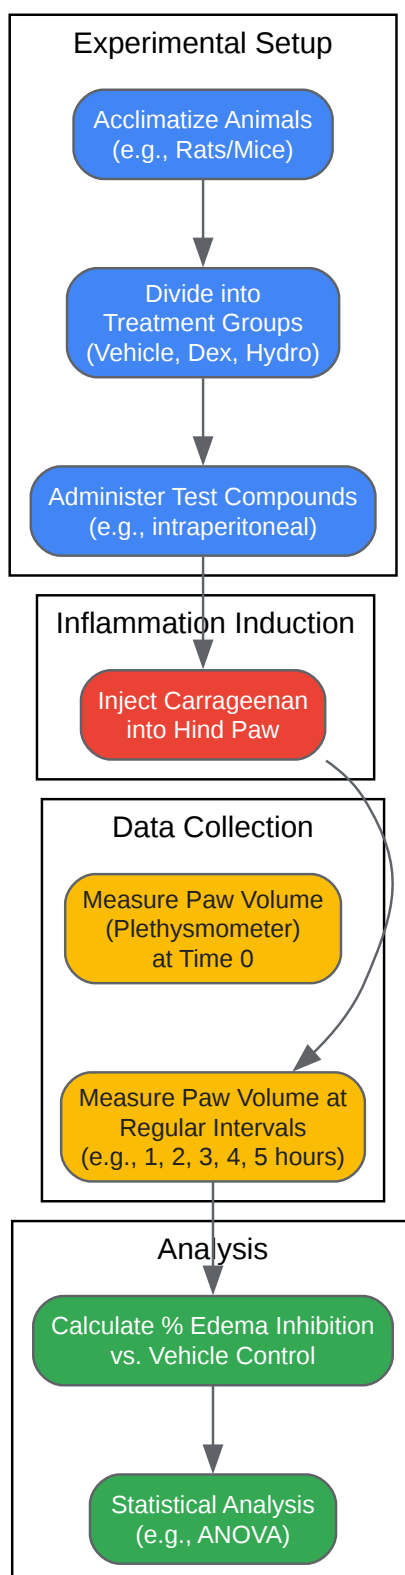 Experimental Setup
Acclimatize Animals
(e.g., Rats/Mice)
Divide into
Treatment Groups
(Vehicle, Dex, Hydro)
Administer Test Compounds
(e.g., intraperitoneal)
Inflammation Induction
Inject Carrageenan
into Hind Paw
Data Collection
Measure Paw Volume
(Plethysmometer)
at Time 0
Measure Paw Volume at
Regular Intervals
(e.g., 1, 2, 3, 4, 5 hours)
Analysis
Calculate % Edema Inhibition
vs. Vehicle Control
Statistical Analysis
(e.g., ANOVA)